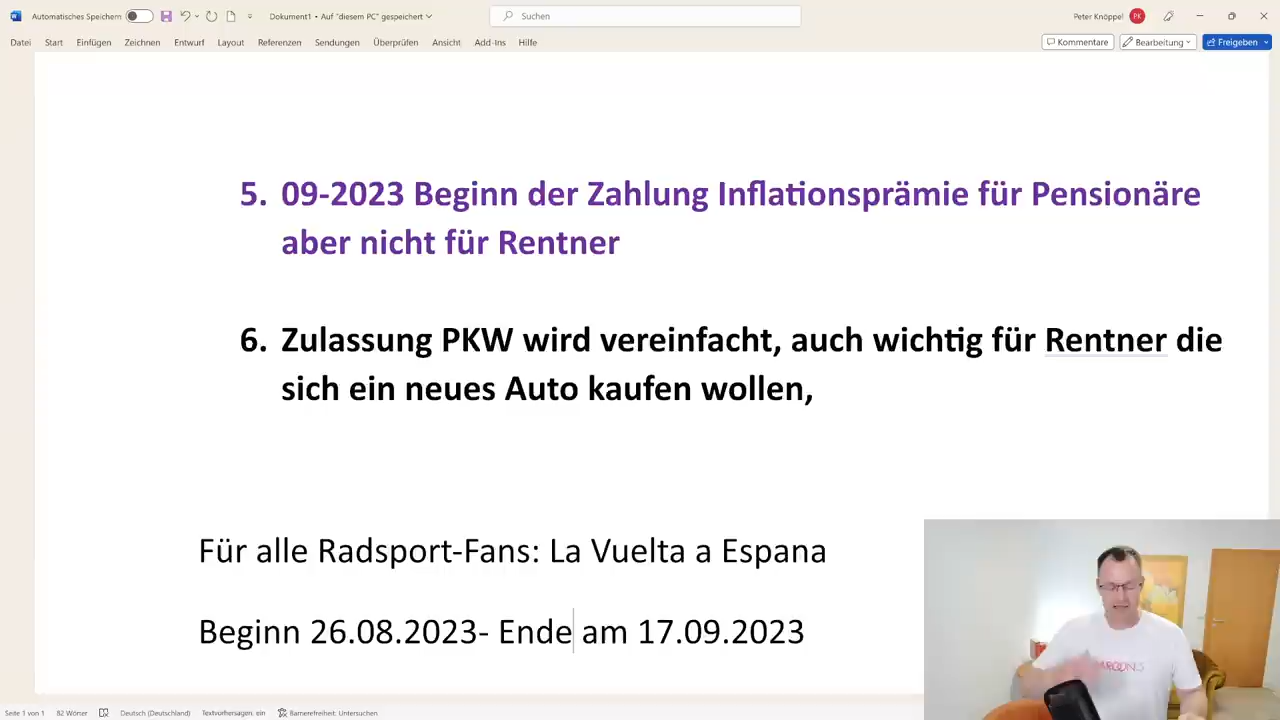 Automatisches Speichern
Dokument1 • Auf "diesem PC" gespeichert
Suchen
Peter Knöppel
PK
Datei Start Einfügen Zeichnen Entwurf Layout Referenzen Sendungen Überprüfen Ansicht Add-Ins Hilfe
Kommentare Bearbeitung Freigeben
5. 09-2023 Beginn der Zahlung Inflationsprämie für Pensionäre
aber nicht für Rentner
6. Zulassung PKW wird vereinfacht, auch wichtig für Rentner die
sich ein neues Auto kaufen wollen,
Für alle Radsport-Fans: La Vuelta a Espana
Beginn 26.08.2023- Ende am 17.09.2023
Seite 1 von 1 82 Wörter Deutsch (Deutschland) Textvorhersagen: ein Barrierefreiheit: Untersuchen